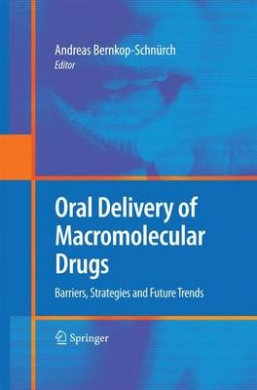 Andreas Bernkop-Schnürch
Editor
Oral Delivery of
Macromolecular
Drugs
Barriers, Strategies and Future Trends
Springer